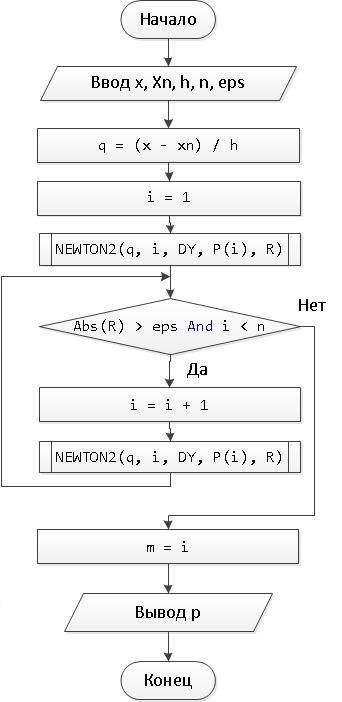 Начало
Ввод x, Xn, h, n, eps
q = (x - xn) / h
i = 1
NEWTON2(q, i, DY, P(i), R)
Нет
Abs(R) > eps And i < n
Да
i = i + 1
NEWTON2(q, i, DY, P(i), R)
m = i
Вывод p
Конец